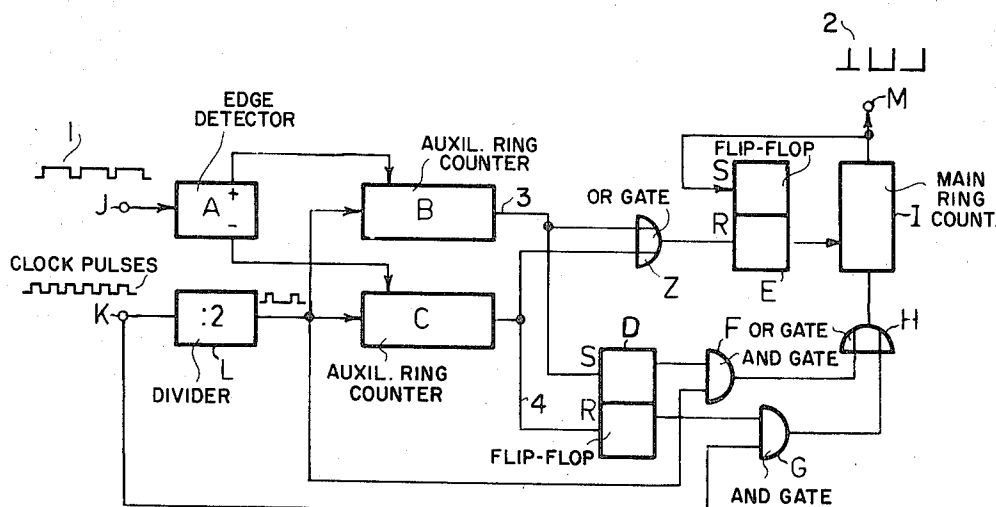 2
M
1
EDGE
DETECTOR
J
A
+
-
AUXIL. RING
COUNTER
B
3
OR GATE
Z
S
FLIP-FLOP
R
E
MAIN
RING
COUNT.
I
CLOCK PULSES
K
:2
L
DIVIDER
C
AUXIL. RING
COUNTER
4
D
S
R
FLIP-FLOP
F
AND GATE
OR GATE
H
G
AND GATE